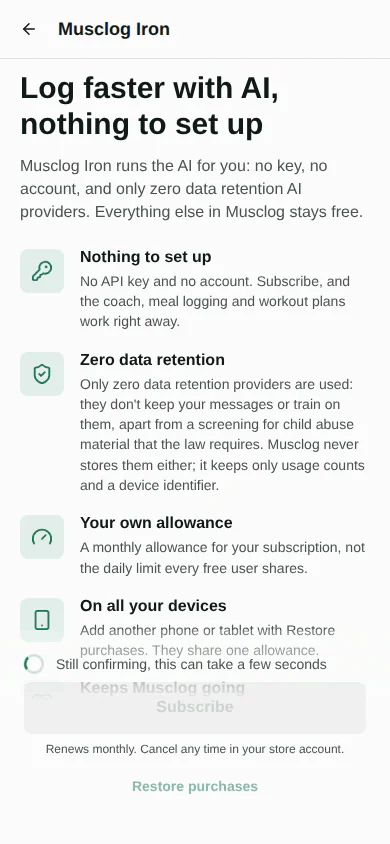 Musclog Iron
Log faster with AI,
nothing to set up
Musclog Iron runs the AI for you: no key, no
account, and only zero data retention AI
providers. Everything else in Musclog stays free.
Nothing to set up
No API key and no account. Subscribe, and
the coach, meal logging and workout plans
work right away.
Zero data retention
Only zero data retention providers are used:
they don't keep your messages or train on
them, apart from a screening for child abuse
material that the law requires. Musclog never
stores them either; it keeps only usage counts
and a device identifier.
Your own allowance
A monthly allowance for your subscription, not
the daily limit every free user shares.
On all your devices
Add another phone or tablet with Restore
purchases. They share one allowance.
Still confirming, this can take a few seconds
Keeps Musclog going
Subscribe
Renews monthly. Cancel any time in your store account.
Restore purchases